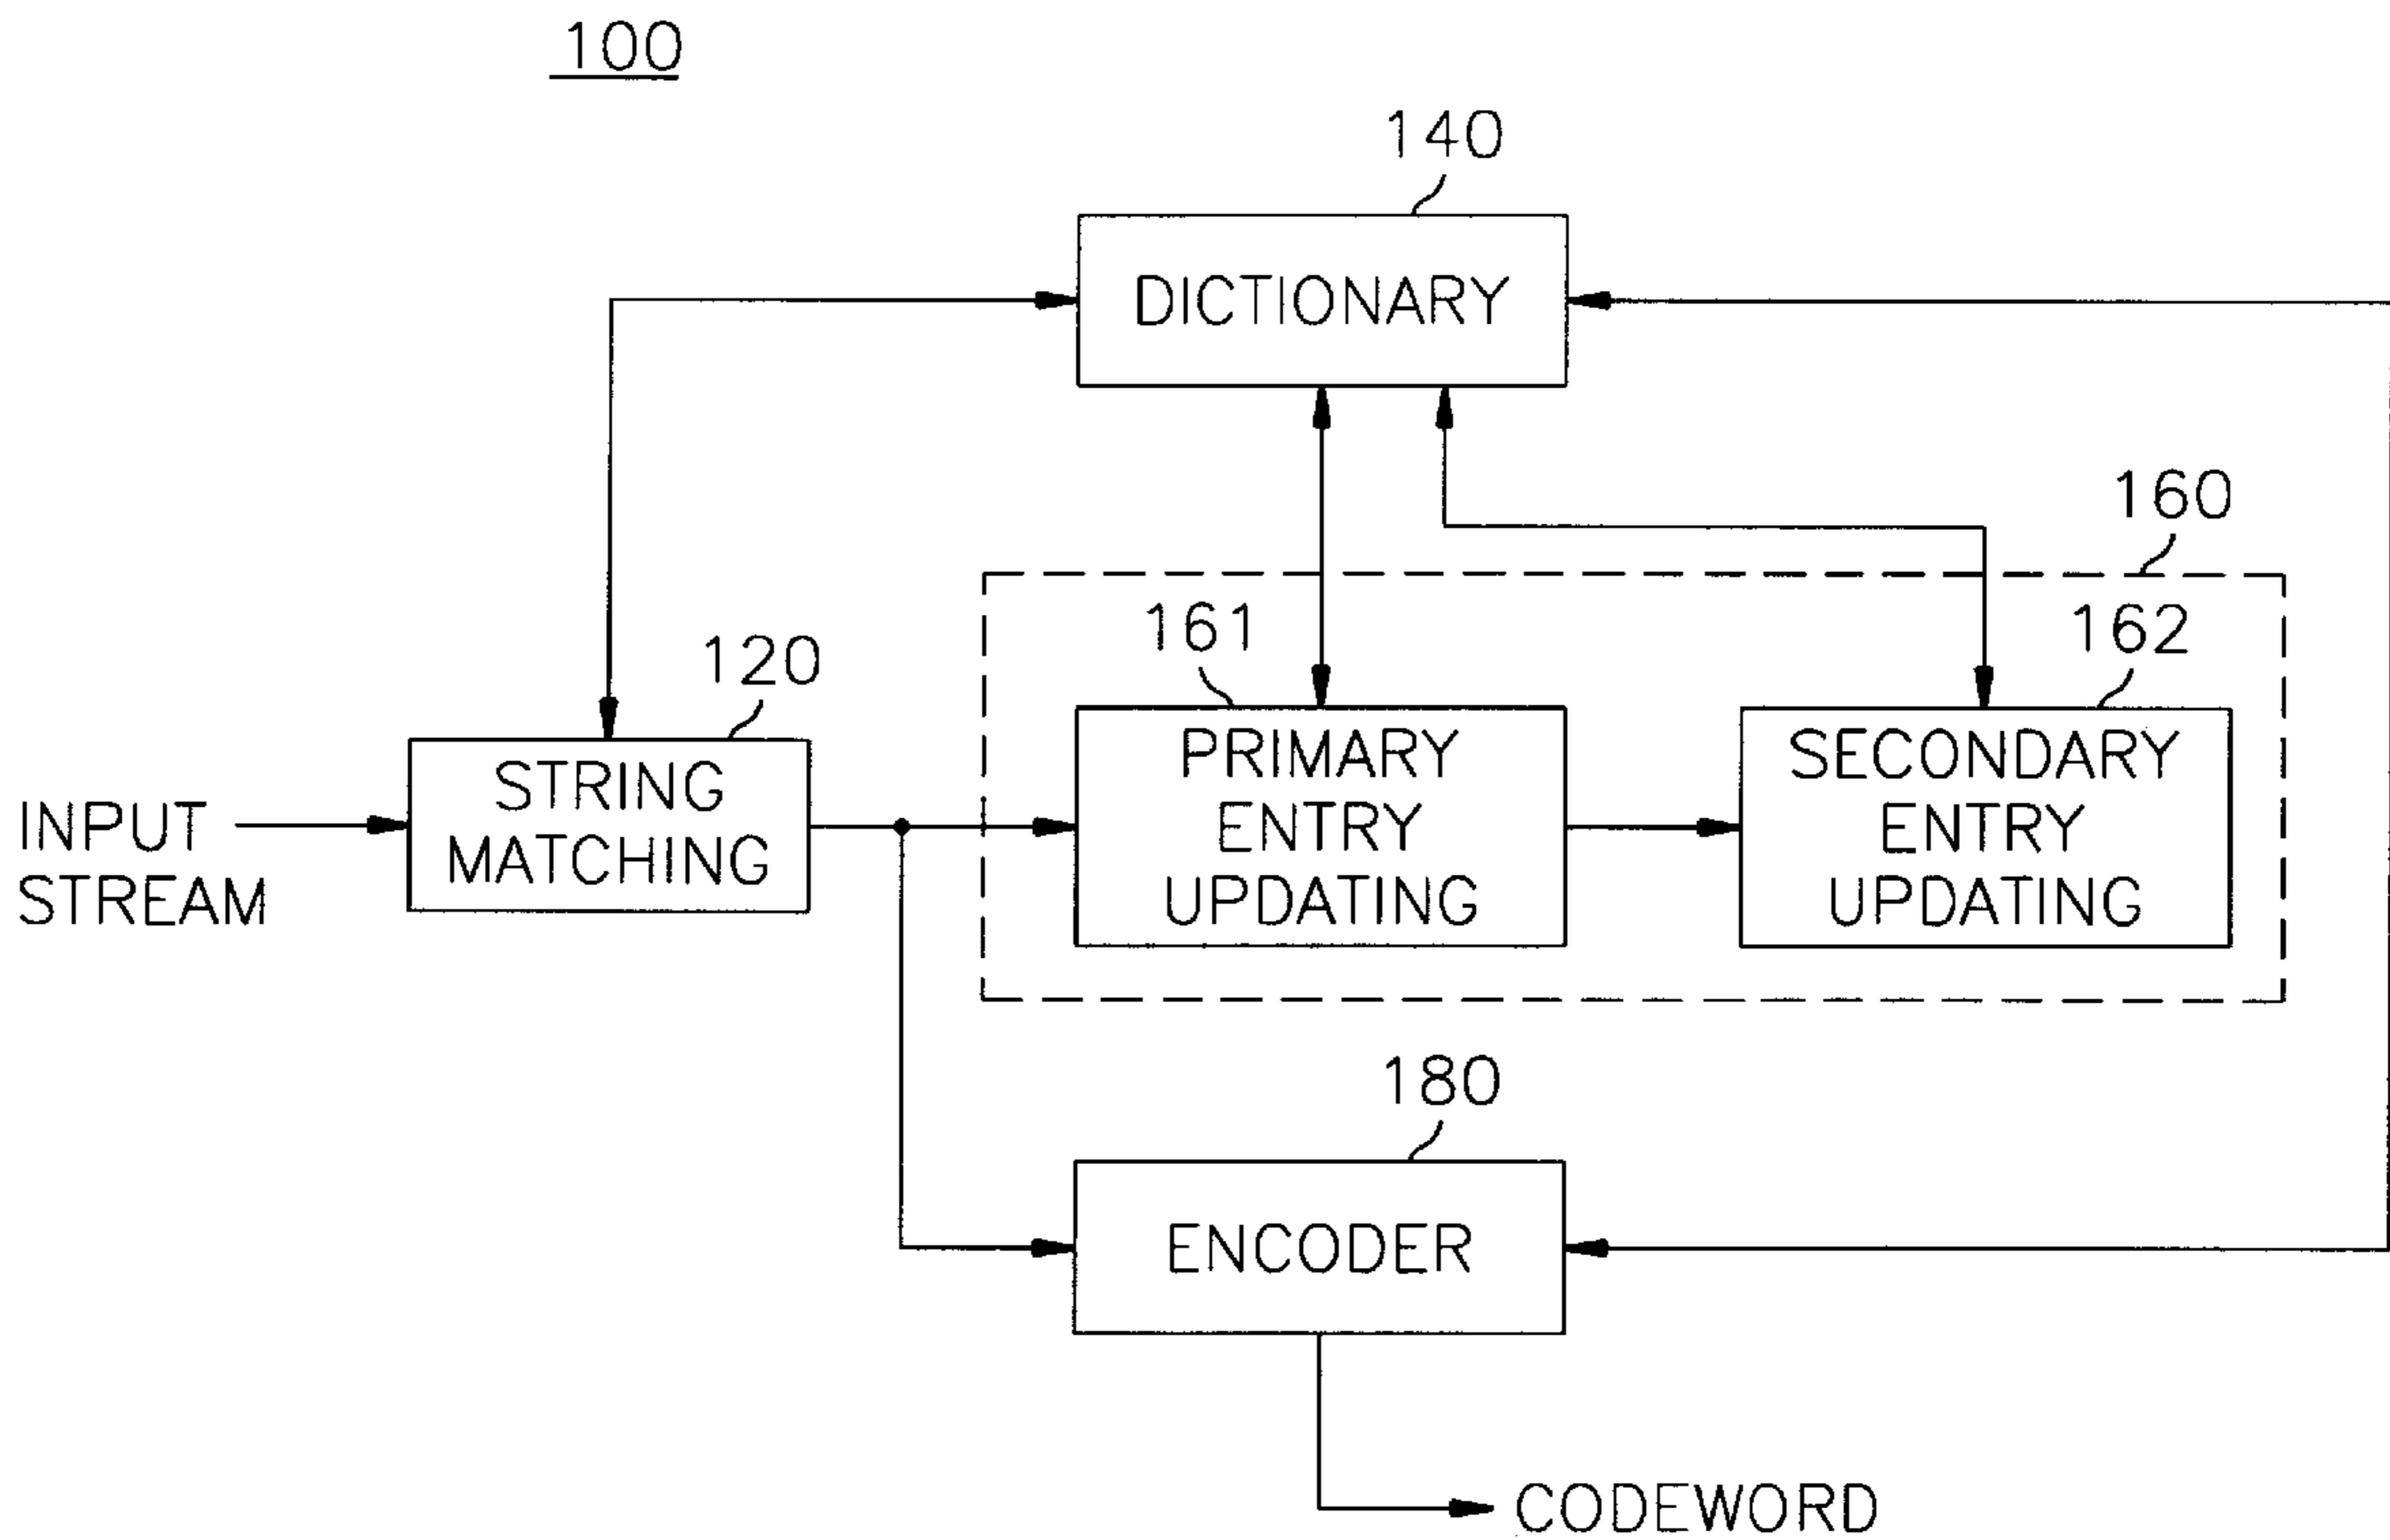 100
140
DICTIONARY
160
161
162
120
STRING
MATCHING
PRIMARY
ENTRY
UPDATING
SECONDARY
ENTRY
UPDATING
INPUT
STREAM
180
ENCODER
CODEWORD